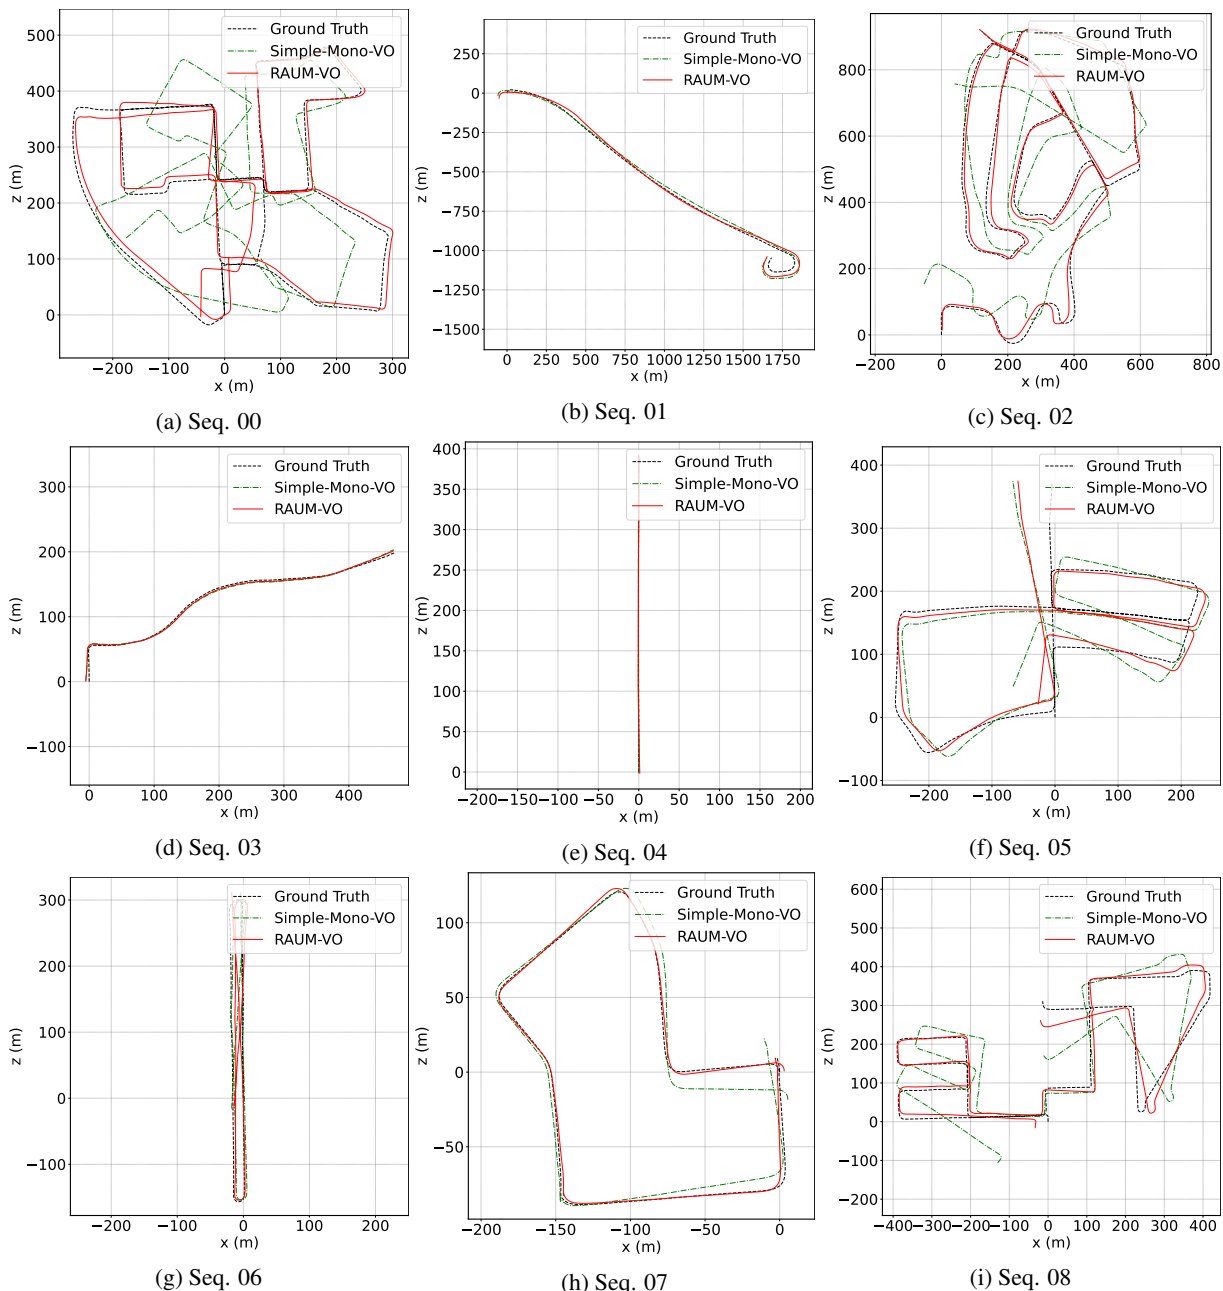 500
400
300
200
100
0
−200
−100
0
100
200
300
z (m)
x (m)
Ground Truth
Simple-Mono-VO
RAUM-VO
(a) Seq. 00
250
0
−250
−500
−750
−1000
−1250
−1500
0
250
500
750
1000
1250
1500
1750
z (m)
x (m)
Ground Truth
Simple-Mono-VO
RAUM-VO
(b) Seq. 01
800
600
400
200
0
−200
0
200
400
600
800
z (m)
x (m)
Ground Truth
Simple-Mono-VO
RAUM-VO
(c) Seq. 02
300
200
100
0
−100
0
100
200
300
400
z (m)
x (m)
Ground Truth
Simple-Mono-VO
RAUM-VO
(d) Seq. 03
400
350
300
250
200
150
100
50
0
−200
−150
−100
−50
0
50
100
150
200
z (m)
x (m)
Ground Truth
Simple-Mono-VO
RAUM-VO
(e) Seq. 04
400
300
200
100
0
−100
−200
−100
0
100
200
z (m)
x (m)
Ground Truth
Simple-Mono-VO
RAUM-VO
(f) Seq. 05
300
200
100
0
−100
−200
−100
0
100
200
z (m)
x (m)
Ground Truth
Simple-Mono-VO
RAUM-VO
(g) Seq. 06
100
50
0
−50
−200
−150
−100
−50
0
z (m)
x (m)
Ground Truth
Simple-Mono-VO
RAUM-VO
(h) Seq. 07
600
500
400
300
200
100
0
−100
−200
−400
−300
−200
−100
0
100
200
300
400
z (m)
x (m)
Ground Truth
Simple-Mono-VO
RAUM-VO
(i) Seq. 08